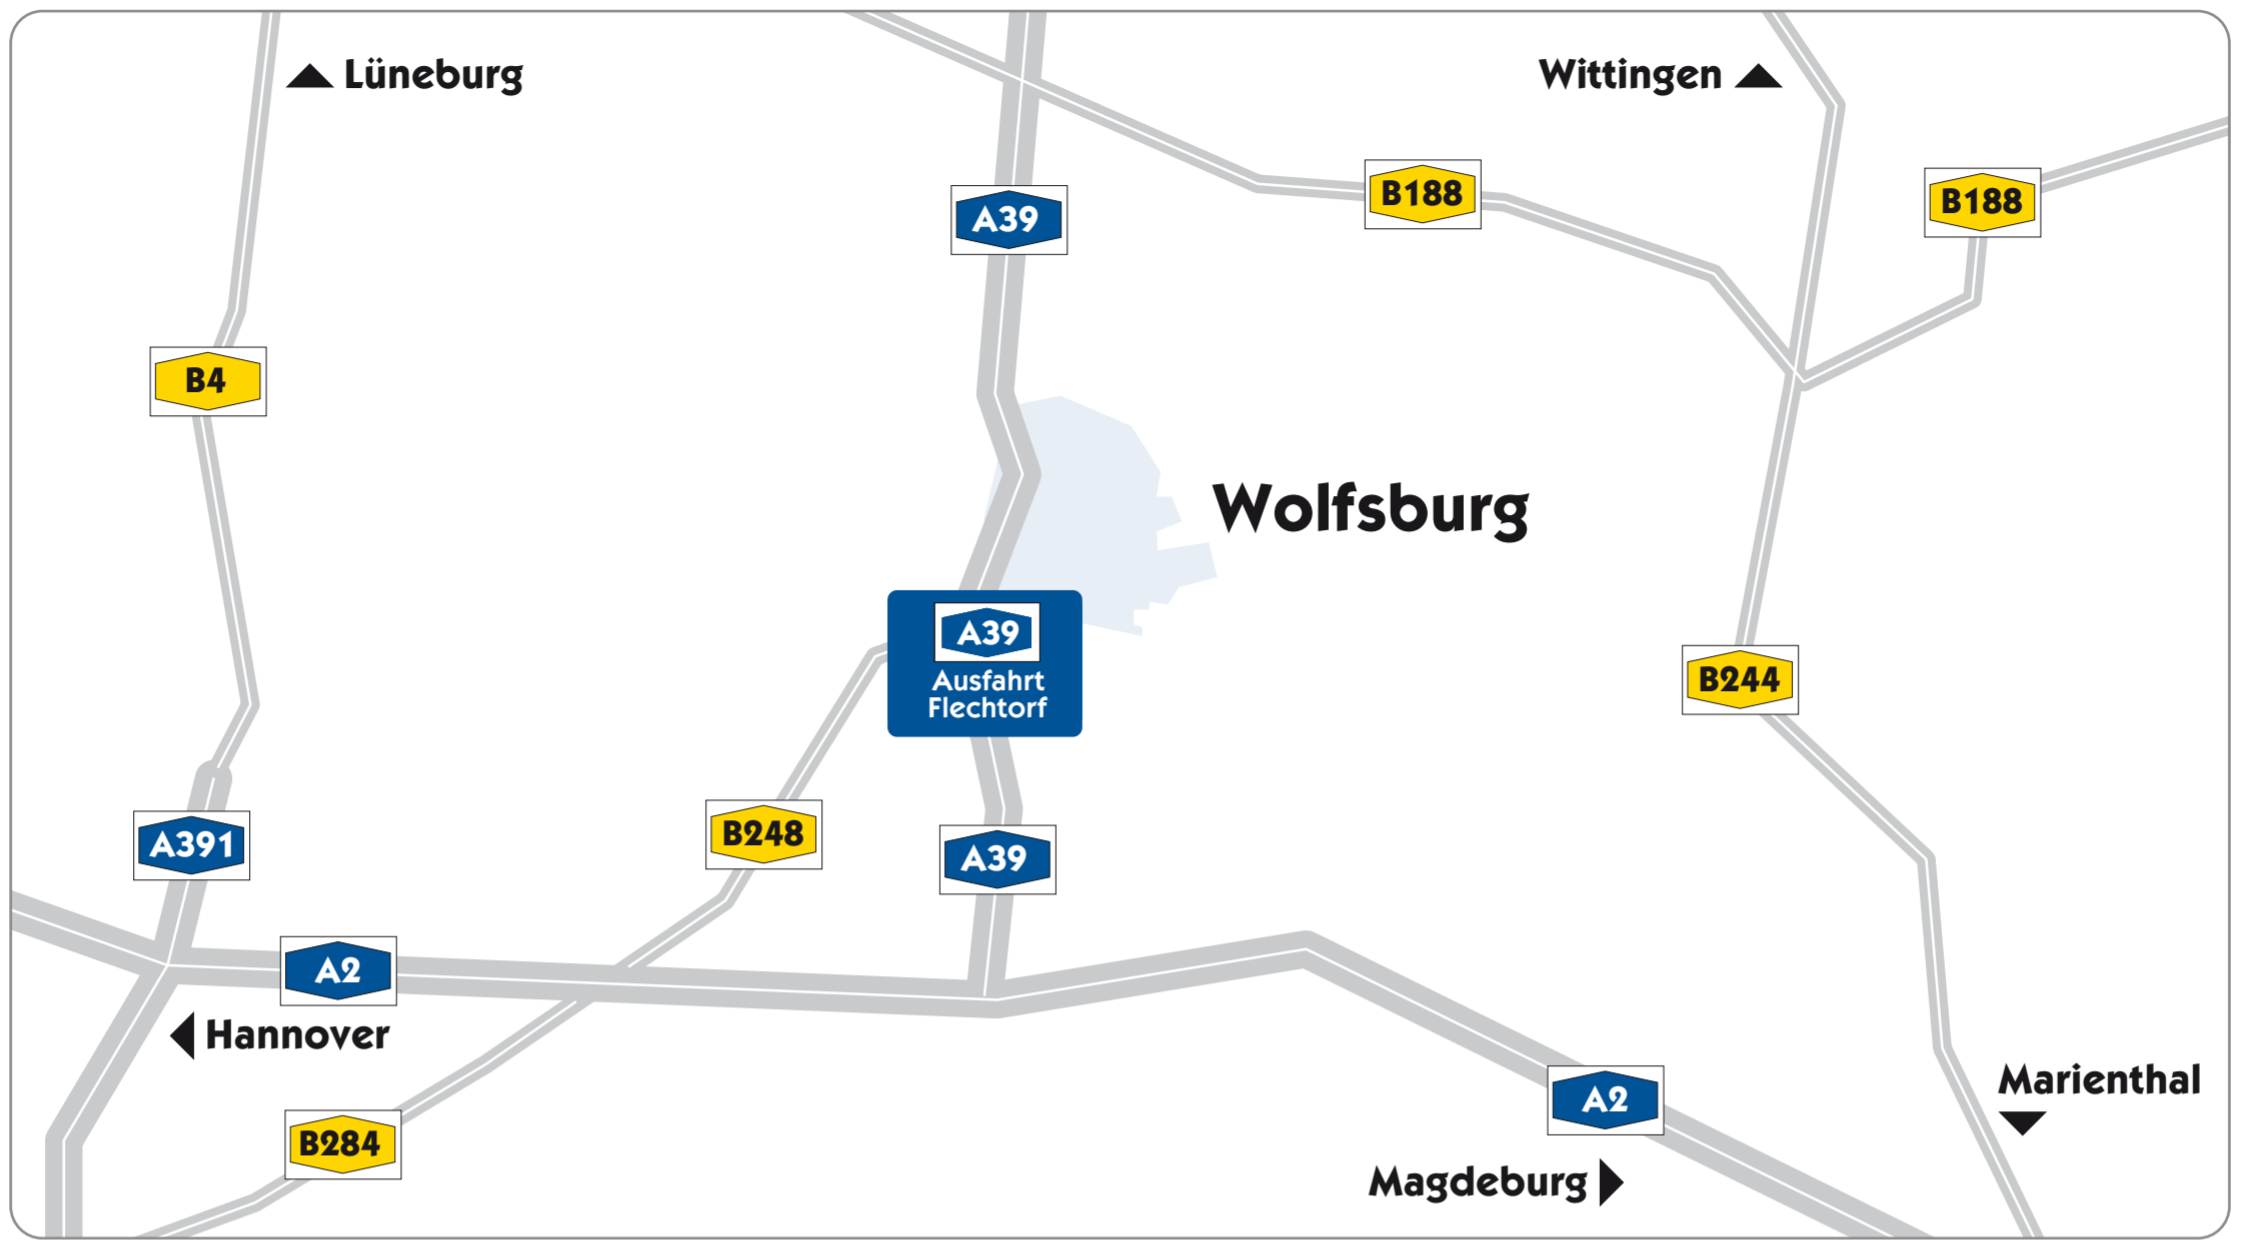 Lüneburg
Wittingen
B188
B188
A39
B4
Wolfsburg
A39
Ausfahrt
Flechtorf
B244
A391
B248
A39
A2
Hannover
Marienthal
A2
B284
Magdeburg